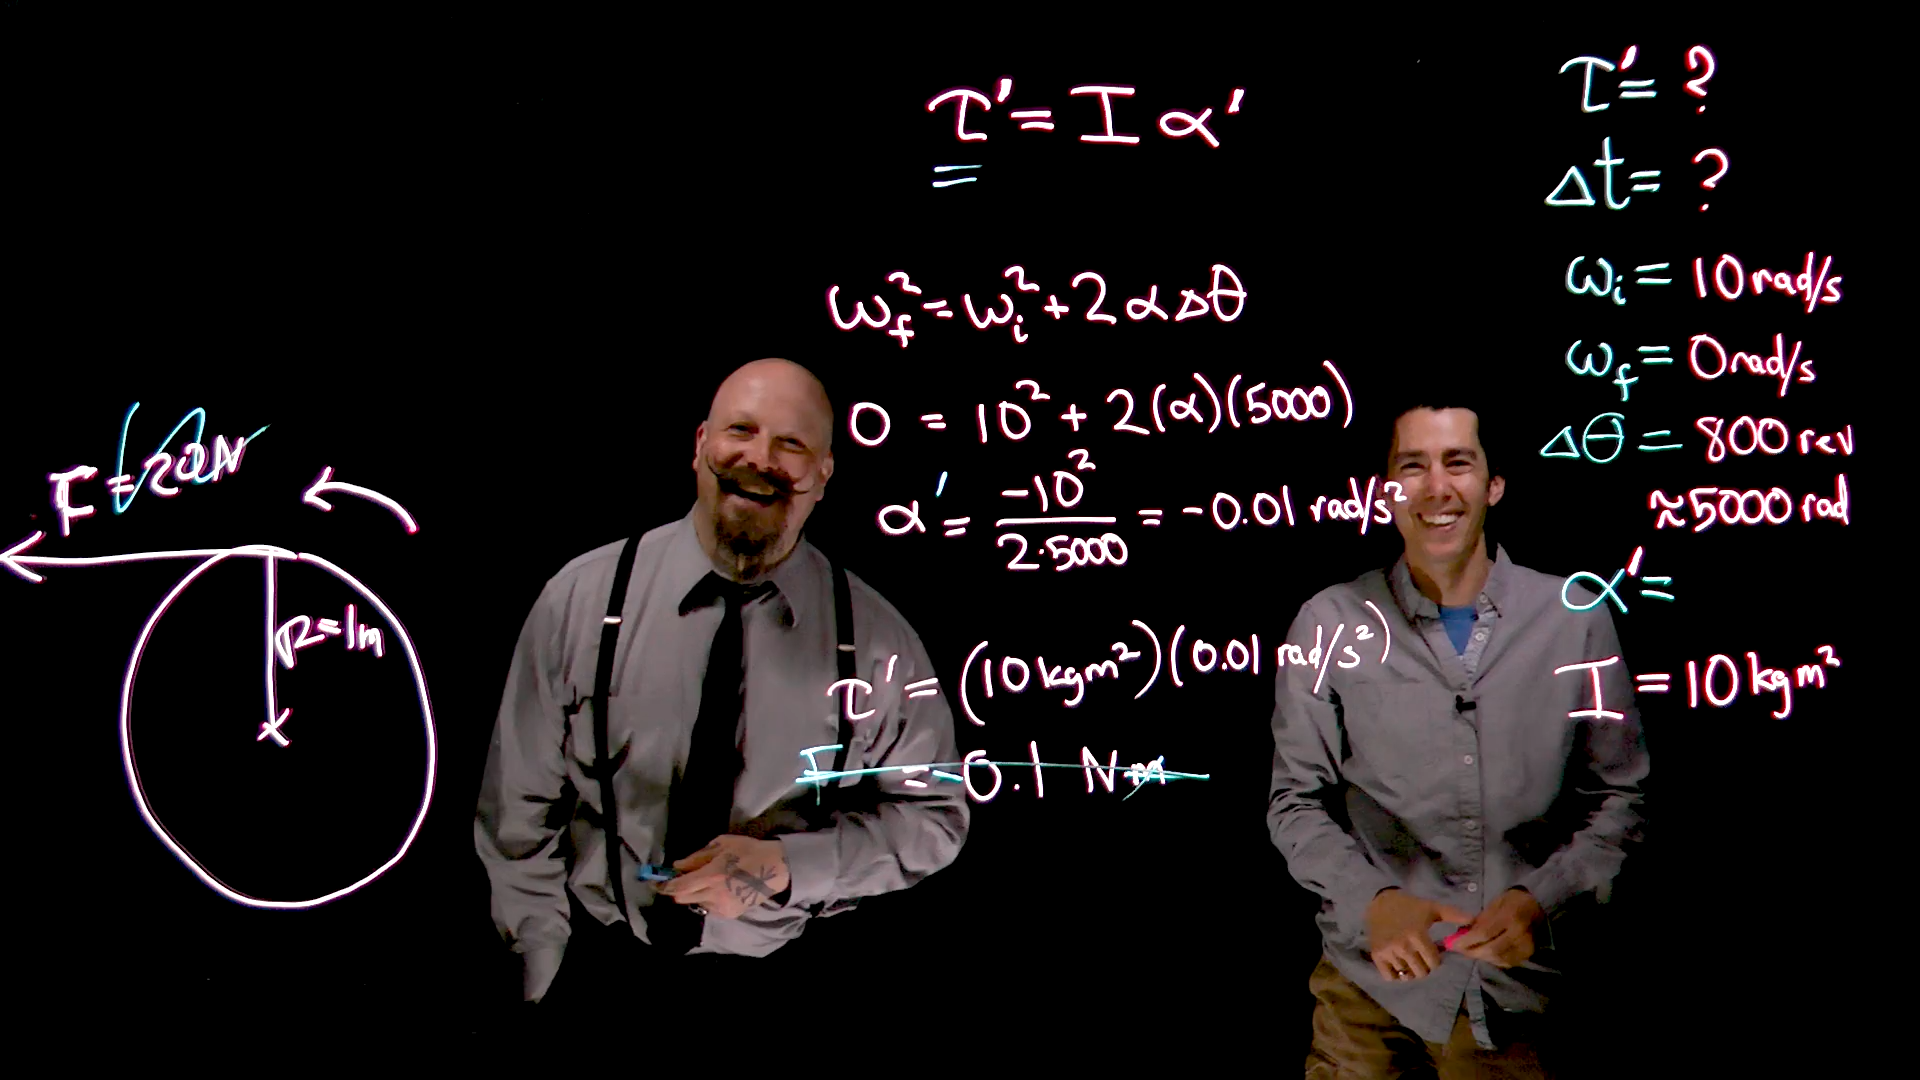 τ' = I α'
=
ω_f² = ω_i² + 2 α Δθ
0 = 10² + 2(α)(5000)
α' = -10² / 2·5000 = -0.01 rad/s²
τ' = (10 kgm²)(0.01 rad/s²)
F = -0.1 Nm
τ' = ?
Δt = ?
ω_i = 10 rad/s
ω_f = 0 rad/s
Δθ = 800 rev
≈ 5000 rad
α' =
I = 10 kgm²
F = 20N
R = 1m
x